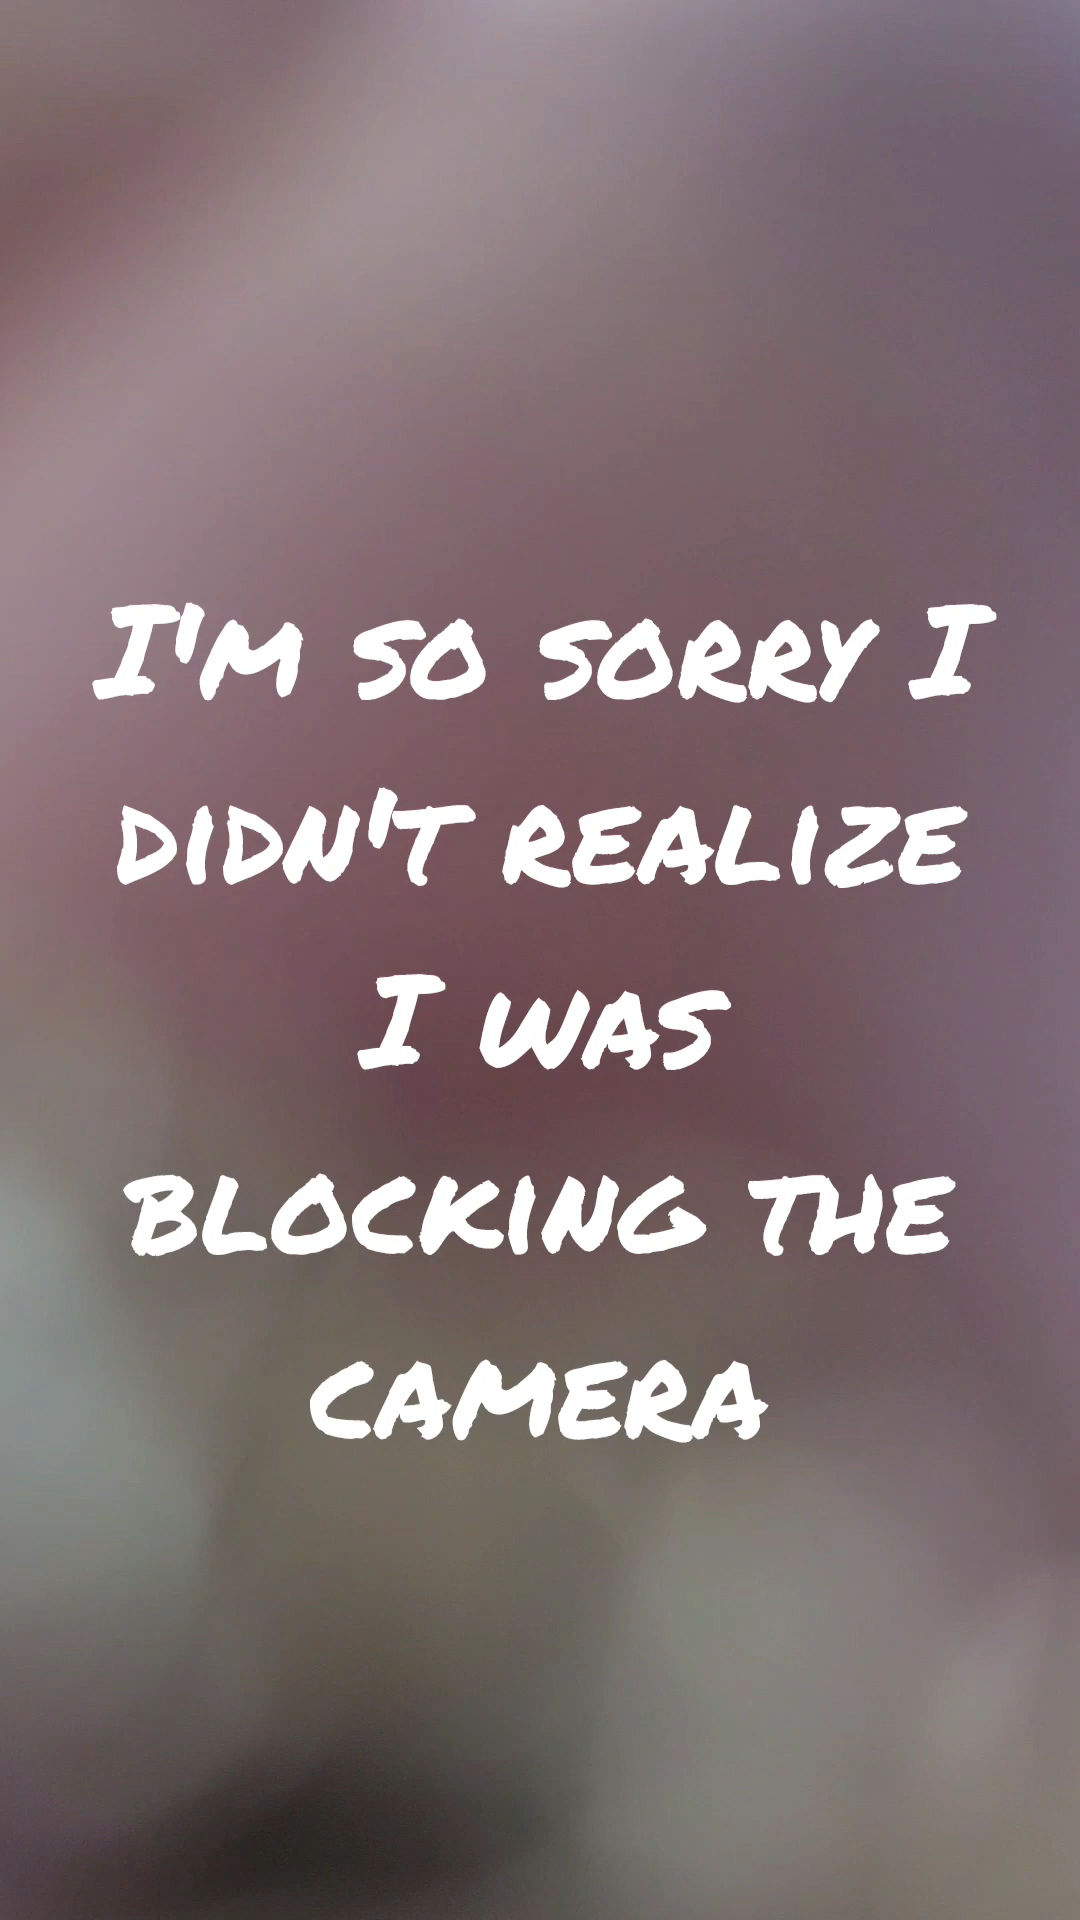 I'm so sorry I
didn't realize
I was
blocking the
camera